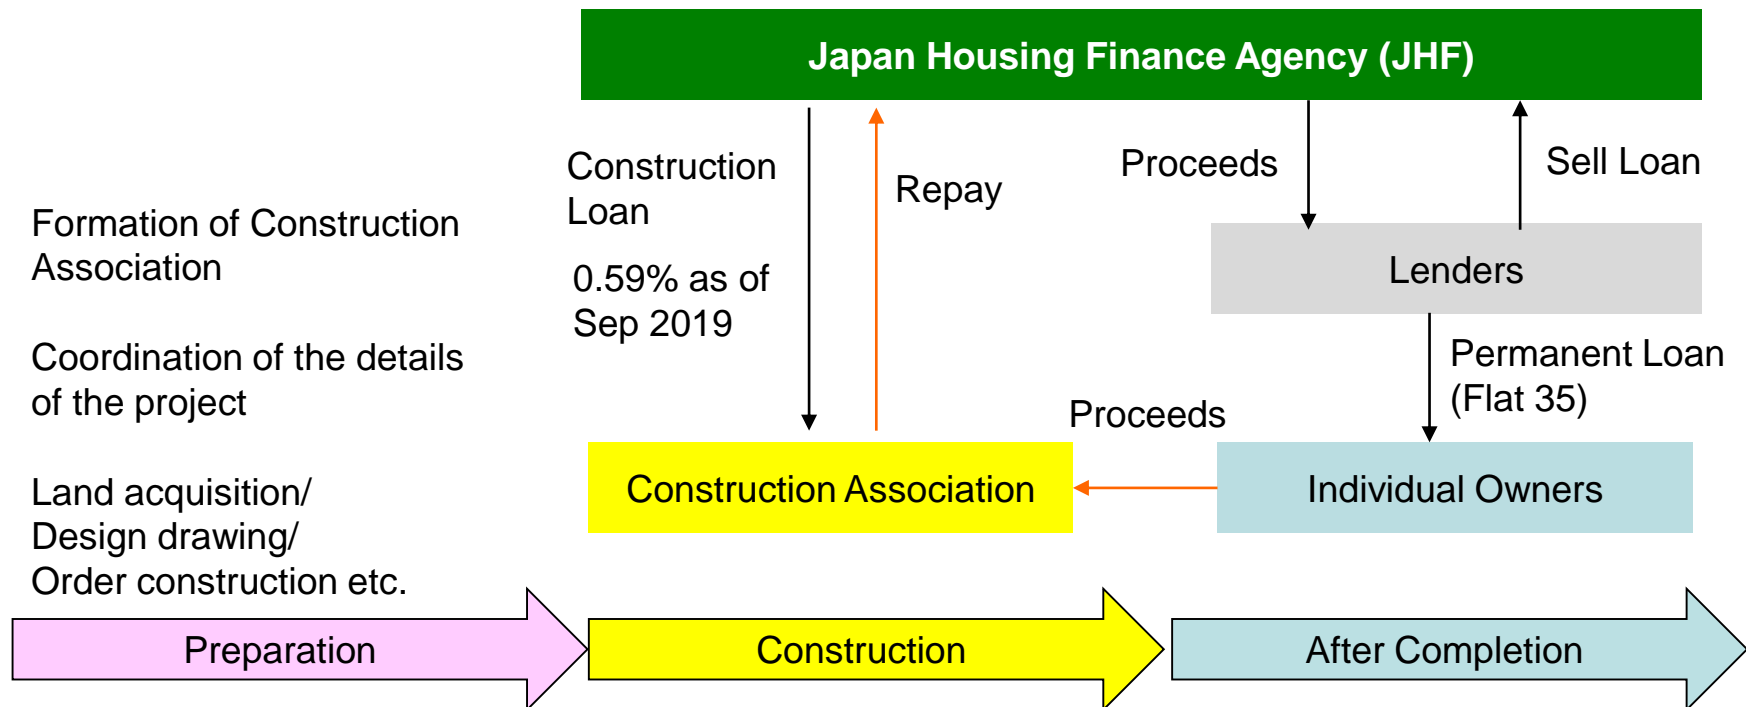 Japan Housing Finance Agency (JHF)
Construction
Loan
0.59% as of
Sep 2019
Repay
Proceeds
Sell Loan
Lenders
Permanent Loan
(Flat 35)
Proceeds
Construction Association
Individual Owners
Formation of Construction
Association
Coordination of the details
of the project
Land acquisition/
Design drawing/
Order construction etc.
Preparation
Construction
After Completion